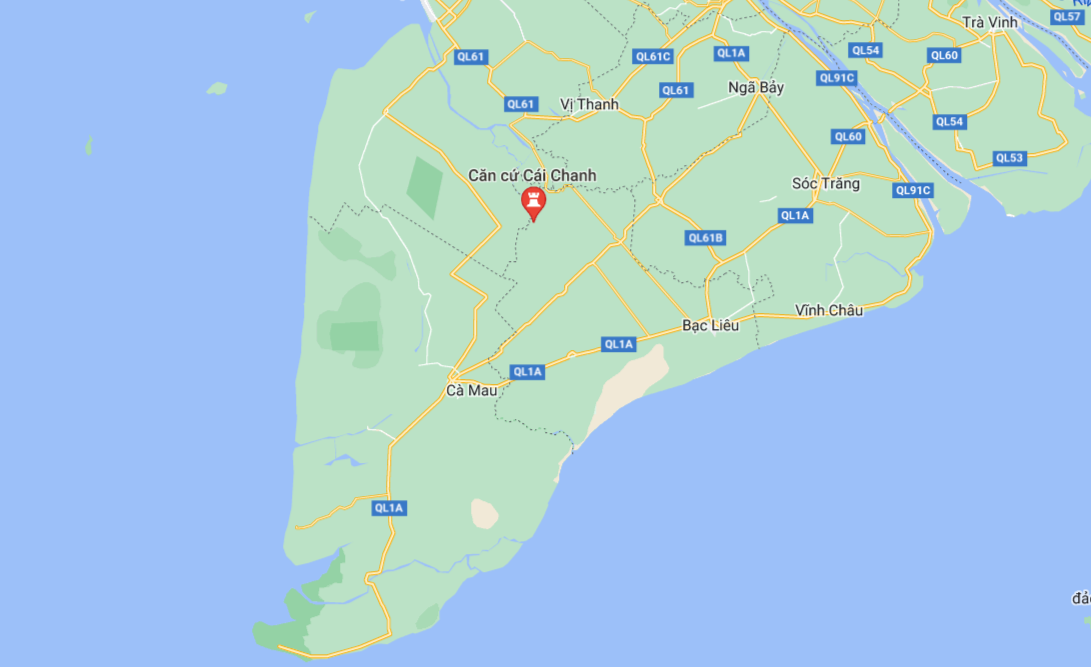 Trà Vinh
QL57
QL61
QL61C
QL1A
QL54
QL60
QL91C
Ngã Bảy
QL61
QL61
Vị Thanh
QL54
QL60
QL53
Căn cứ Cái Chanh
Sóc Trăng
QL91C
QL1A
QL61B
Vĩnh Châu
Bạc Liêu
QL1A
QL1A
Cà Mau
QL1A